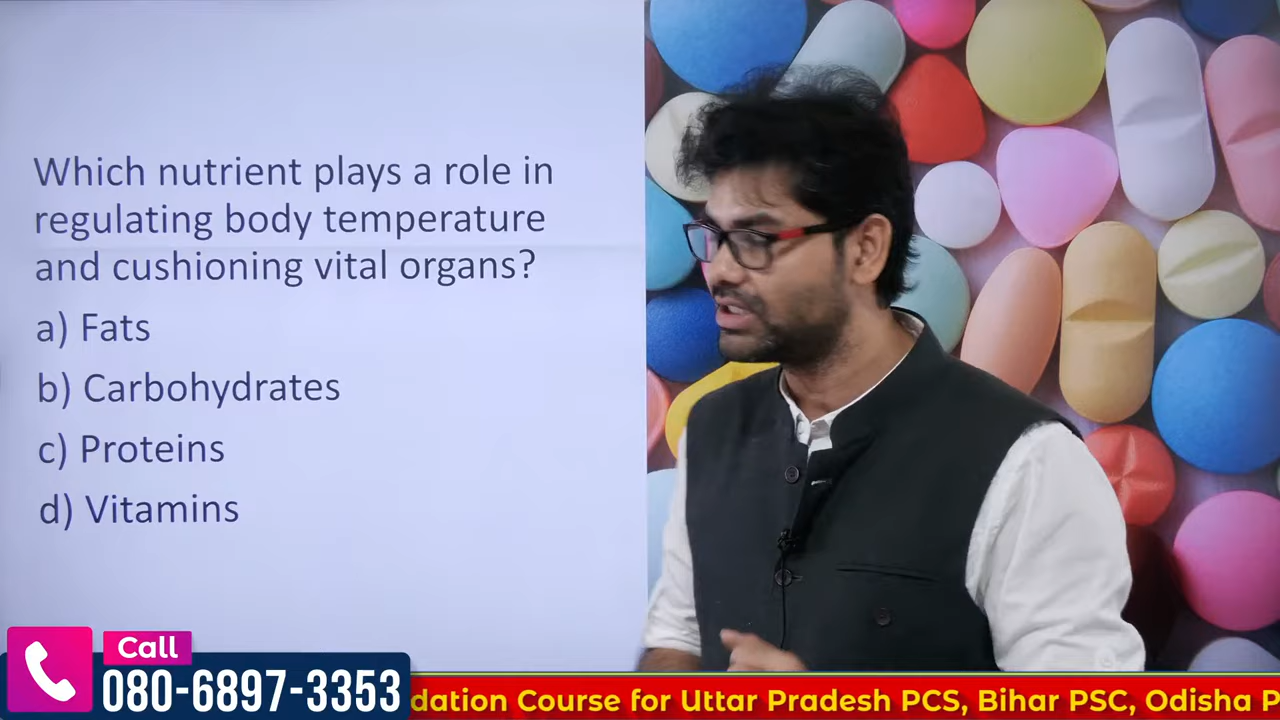 Which nutrient plays a role in
regulating body temperature
and cushioning vital organs?
a) Fats
b) Carbohydrates
c) Proteins
d) Vitamins
Call
080-6897-3353
Course for Uttar Pradesh PCS, Bihar PSC, Odisha